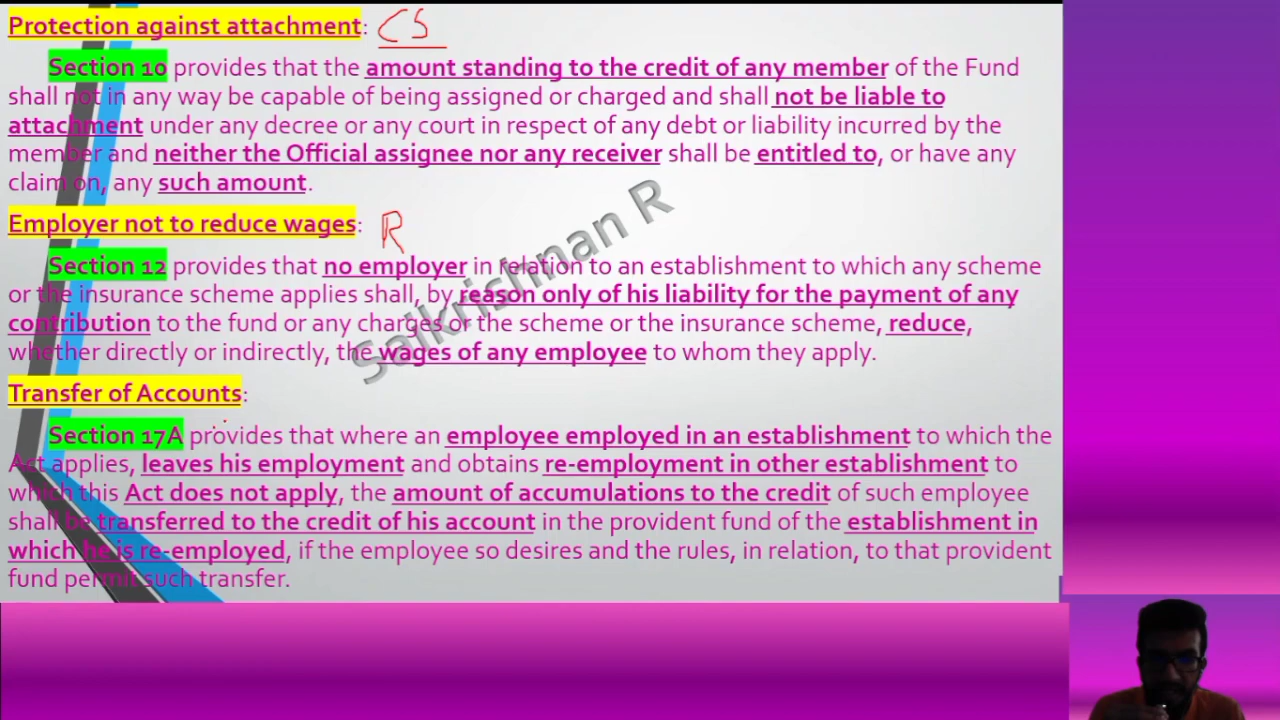 Protection against attachment: CS
Section 10 provides that the amount standing to the credit of any member of the Fund
shall not in any way be capable of being assigned or charged and shall not be liable to
attachment under any decree or any court in respect of any debt or liability incurred by the
member and neither the Official assignee nor any receiver shall be entitled to, or have any
claim on, any such amount.
Employer not to reduce wages: R
Section 12 provides that no employer in relation to an establishment to which any scheme
or the insurance scheme applies shall, by reason only of his liability for the payment of any
contribution to the fund or any charges of the scheme or the insurance scheme, reduce,
whether directly or indirectly, the wages of any employee to whom they apply.
Transfer of Accounts:
Section 17A provides that where an employee employed in an establishment to which the
Act applies, leaves his employment and obtains re-employment in other establishment to
which this Act does not apply, the amount of accumulations to the credit of such employee
shall be transferred to the credit of his account in the provident fund of the establishment in
which he is re-employed, if the employee so desires and the rules, in relation, to that provident
fund permit such transfer.
Saikrishnan R